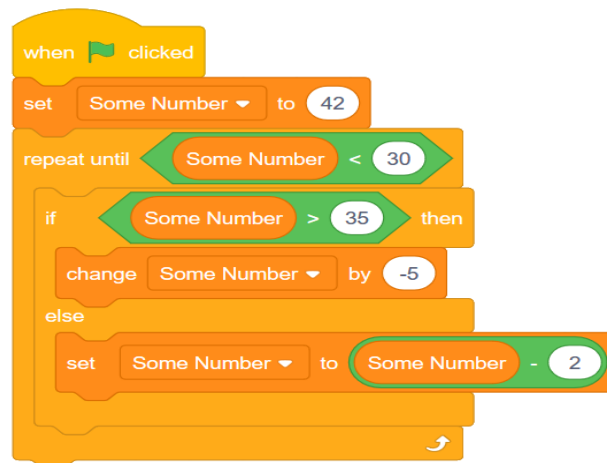 when clicked
set Some Number to 42
repeat until Some Number < 30
if Some Number > 35 then
change Some Number by -5
else
set Some Number to Some Number - 2